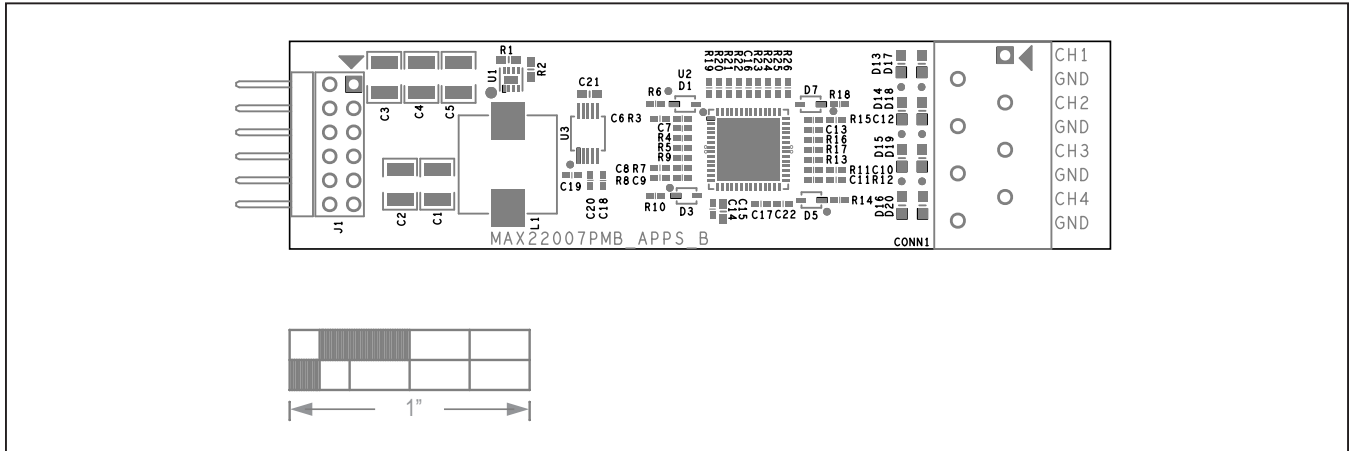 R1
R2
U1
C3
C4
C5
C21
U3
C19
C20
C18
C2
C1
J1
L1
R19
R20
R21
R22
C16
R23
R24
R25
R26
U2
D1
R6
C6 R3
C7
R4
R5
R9
C8 R7
R8 C9
R10
D3
C14
C15
C17 C22
D5
R14
D7
R18
R15 C12
C13
R16
R17
R13
R11 C10
C11 R12
D13
D17
D14
D18
D15
D19
D16
D20
CONN1
CH1
GND
CH2
GND
CH3
GND
CH4
GND
MAX22007PMB_APPS_B
1”